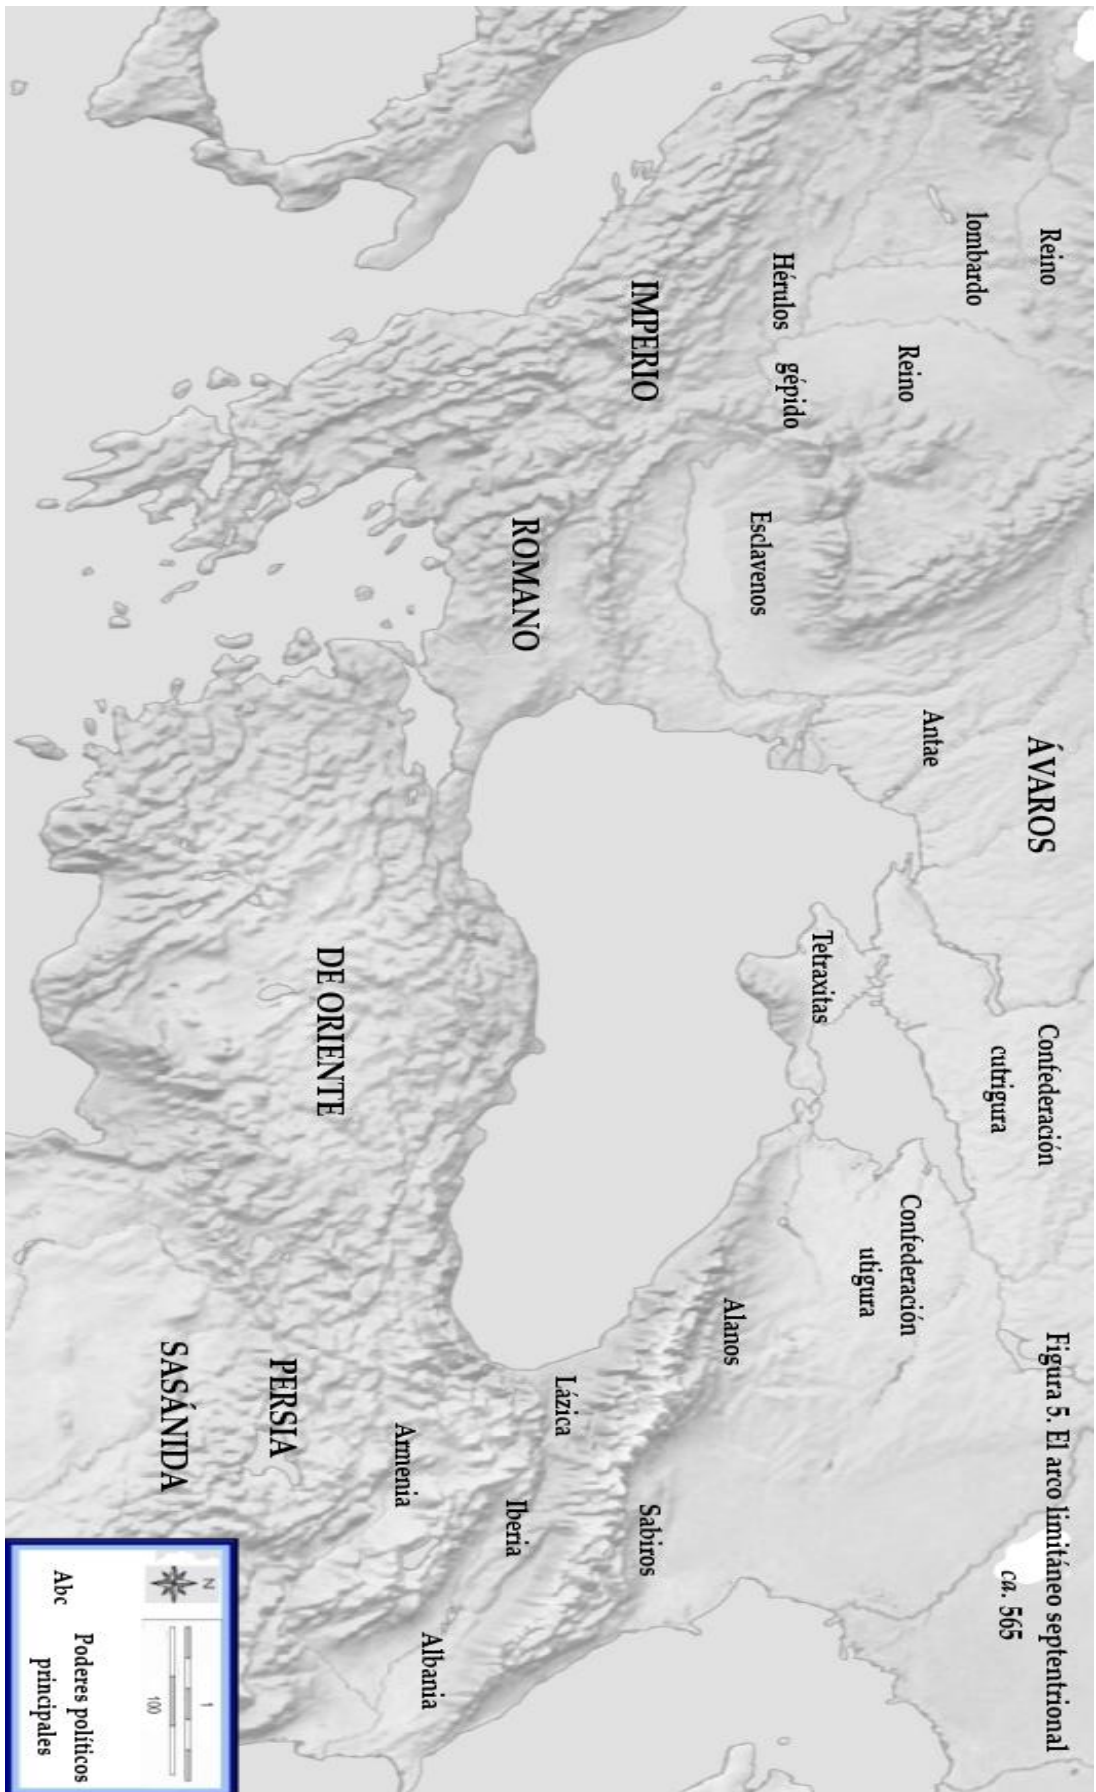 Figura 5. El arco limitáneo septentrional
ca. 565
Reino
lombardo
Reino
gépido
Hérulos
IMPERIO
ROMANO
DE ORIENTE
Esclavenos
Antae
ÁVAROS
Tetraxitas
Confederación
cutrigura
Confederación
utigura
Alanos
Sabiros
Lázica
Iberia
Albania
Armenia
PERSIA
SASÁNIDA
N
1
100
Abc
Poderes políticos
principales